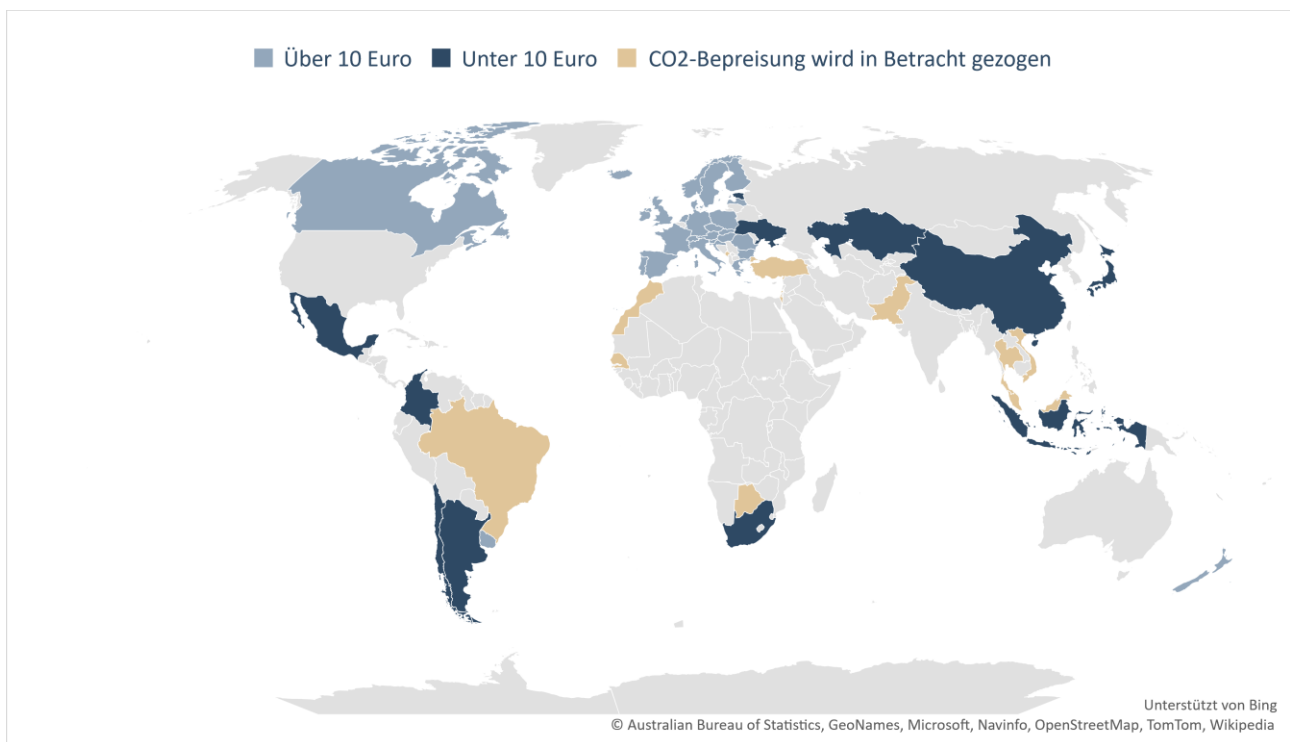 Über 10 Euro Unter 10 Euro CO2-Bepreisung wird in Betracht gezogen
Unterstützt von Bing
© Australian Bureau of Statistics, GeoNames, Microsoft, Navinfo, OpenStreetMap, TomTom, Wikipedia